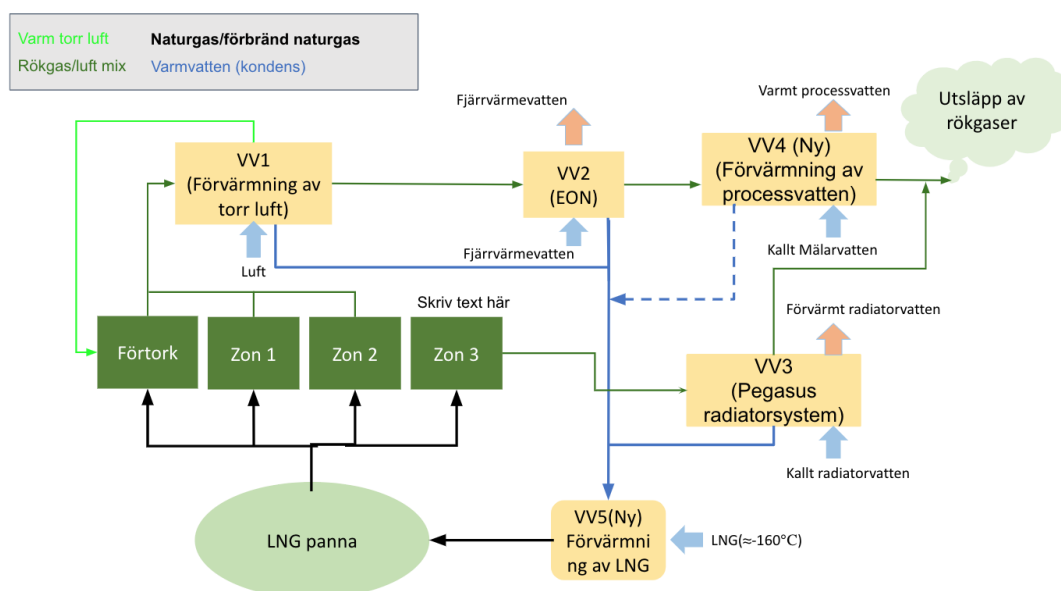 Varm torr luft
Naturgas/förbränd naturgas
Rökgas/luft mix
Varmvatten (kondens)
Fjärrvärmevatten
Varmt processvatten
Utsläpp av
rökgaser
VV1
(Förvärmning av
torr luft)
VV2
(EON)
VV4 (Ny)
(Förvärmning av
processvatten)
Luft
Fjärrvärmevatten
Kallt Mälarvatten
Skriv text här
Förvärmt radiatorvatten
Förtork
Zon 1
Zon 2
Zon 3
VV3
(Pegasus
radiatorsystem)
Kallt radiatorvatten
LNG panna
VV5(Ny)
Förvärmni
ng av LNG
LNG(≈-160°C)